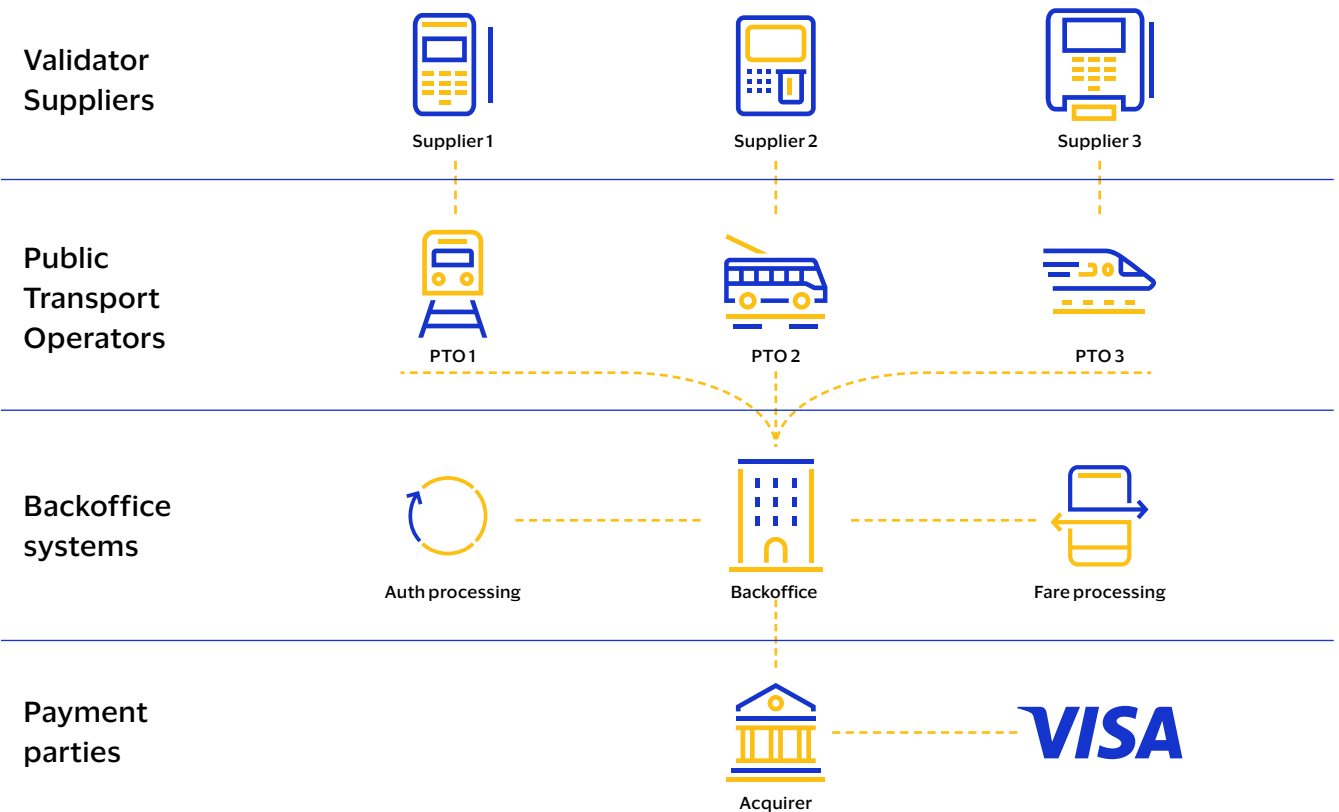 Validator
Suppliers
Supplier 1
Supplier 2
Supplier 3
Public
Transport
Operators
PTO 1
PTO 2
PTO 3
Backoffice
systems
Auth processing
Backoffice
Fare processing
Payment
parties
VISA
Acquirer